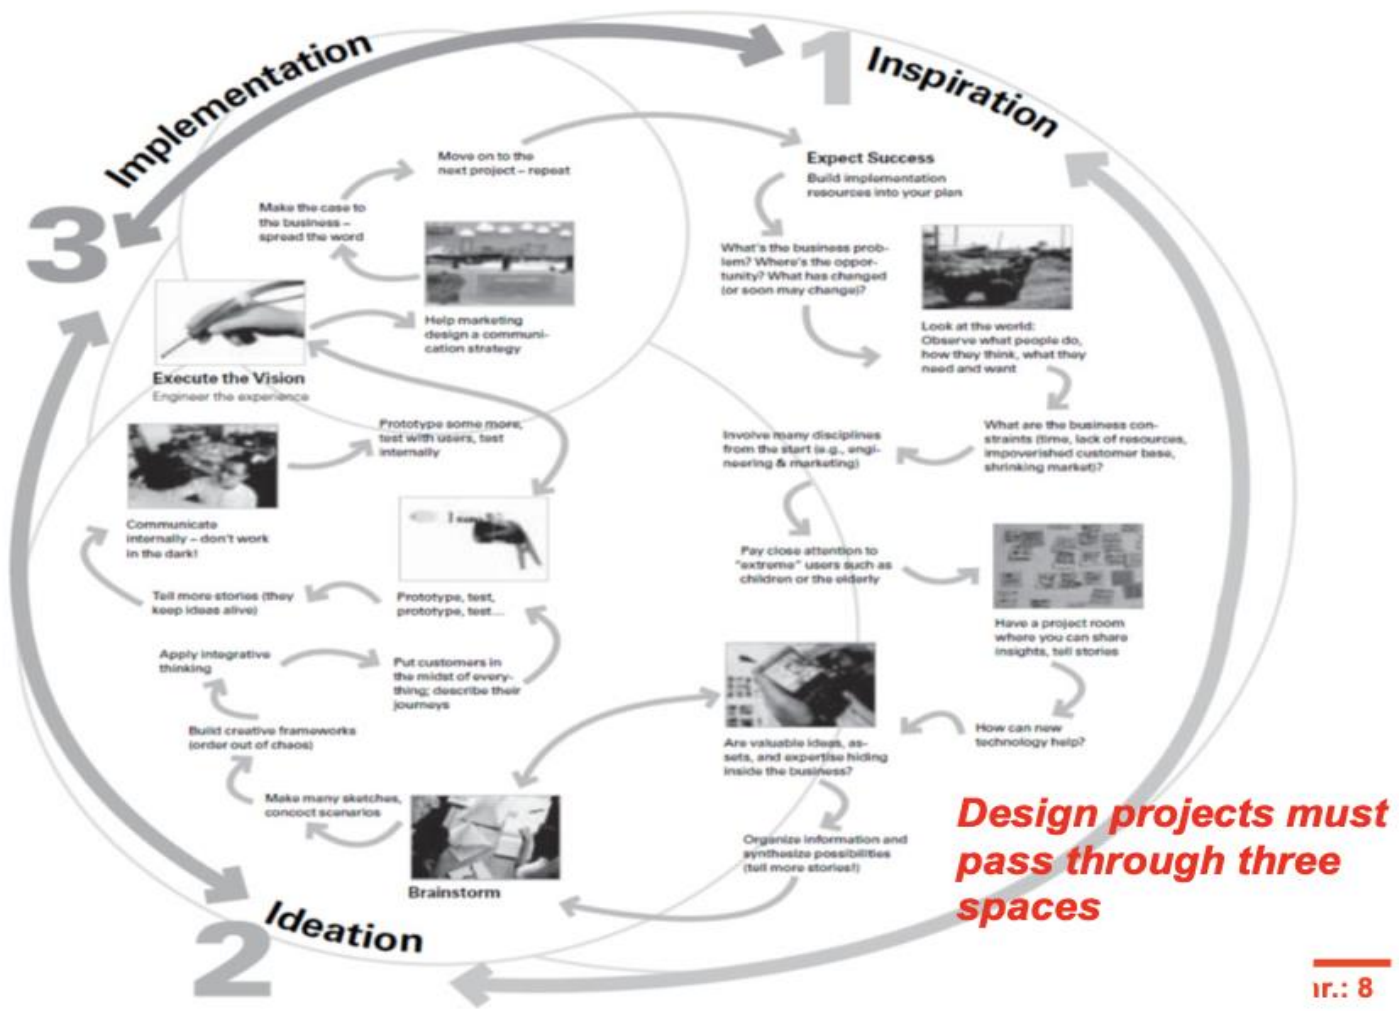 1
Inspiration
Expect Success
Build implementation
resources into your plan
What's the business prob-
lem? Where's the oppor-
tunity? What has changed
(or soon may change)?
Look at the world:
Observe what people do,
how they think, what they
need and want
What are the business con-
straints (time, lack of resources,
impoverished customer base,
shrinking market)?
Involve many disciplines
from the start (e.g., engi-
neering & marketing)
Pay close attention to
"extreme" users such as
children or the elderly
Have a project room
where you can share
insights, tell stories
How can new
technology help?
Are valuable ideas, as-
sets, and expertise hiding
inside the business?
Organize information and
synthesize possibilities
(tell more stories!)
2
Ideation
Brainstorm
Make many sketches,
concoct scenarios
Build creative frameworks
(order out of chaos)
Apply integrative
thinking
Put customers in
the midst of every-
thing; describe their
journeys
Prototype, test,
prototype, test...
Tell more stories (they
keep ideas alive)
Communicate
internally – don't work
in the dark!
Prototype some more,
test with users, test
internally
3
Implementation
Execute the Vision
Engineer the experience
Help marketing
design a communi-
cation strategy
Make the case to
the business –
spread the word
Move on to the
next project – repeat
Design projects must
pass through three
spaces
nr.: 8